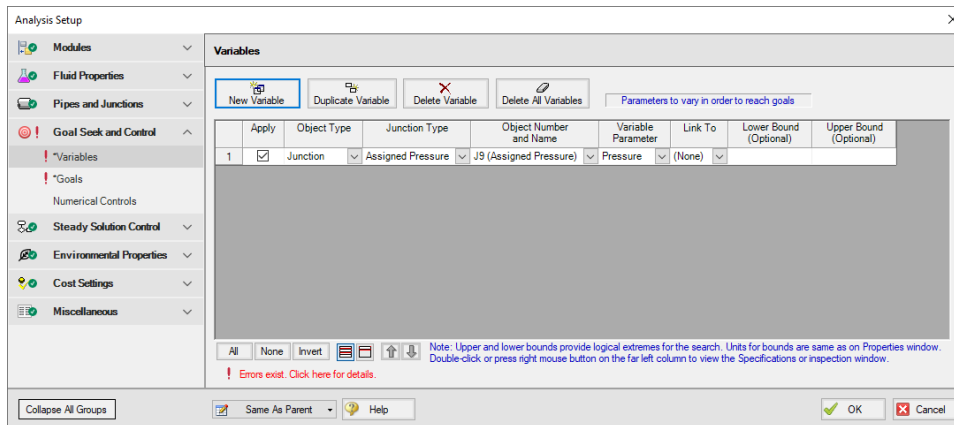 Analysis Setup
Modules
Fluid Properties
Pipes and Junctions
Goal Seek and Control
*Variables
*Goals
Numerical Controls
Steady Solution Control
Environmental Properties
Cost Settings
Miscellaneous
Collapse All Groups
Variables
New Variable Duplicate Variable Delete Variable Delete All Variables Parameters to vary in order to reach goals
Apply Object Type Junction Type Object Number and Name Variable Parameter Link To Lower Bound (Optional) Upper Bound (Optional)
1 Junction Assigned Pressure J9 (Assigned Pressure) Pressure (None)
All None Invert
Note: Upper and lower bounds provide logical extremes for the search. Units for bounds are same as on Properties window.
Double-click or press right mouse button on the far left column to view the Specifications or inspection window.
! Errors exist. Click here for details.
Same As Parent Help OK Cancel